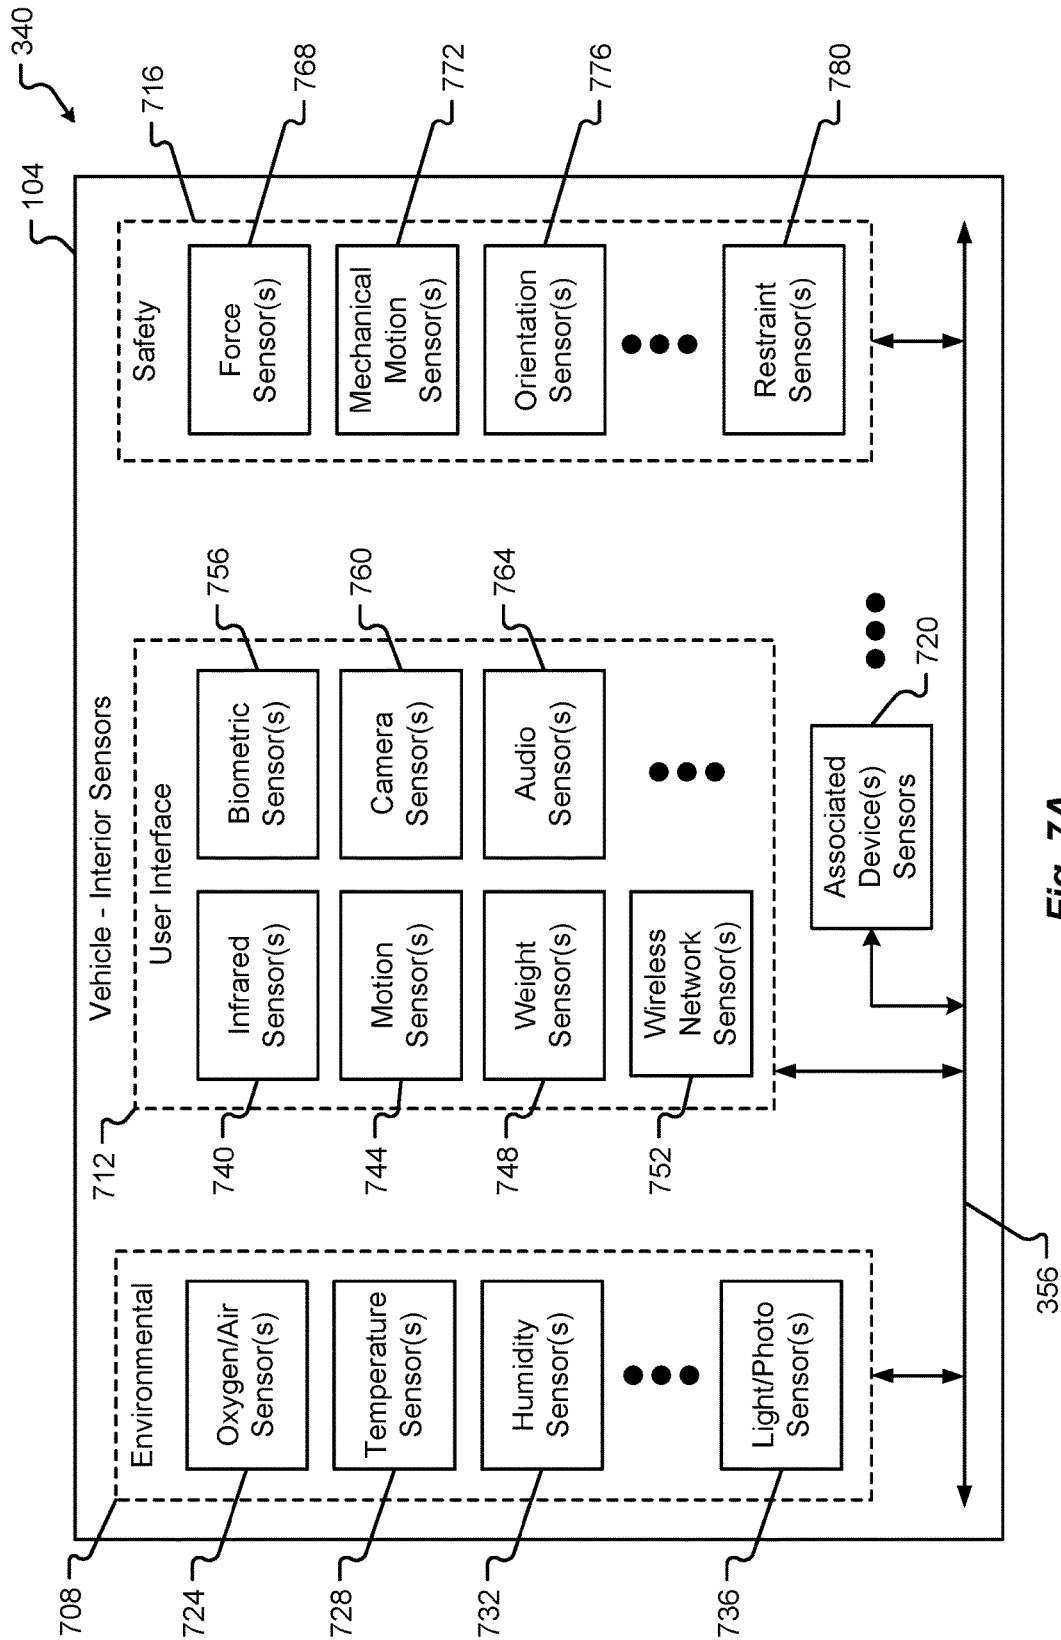 340
104
Vehicle - Interior Sensors
708
Environmental
724
Oxygen/Air
Sensor(s)
728
Temperature
Sensor(s)
732
Humidity
Sensor(s)
736
Light/Photo
Sensor(s)
712
User Interface
740
Infrared
Sensor(s)
756
Biometric
Sensor(s)
744
Motion
Sensor(s)
760
Camera
Sensor(s)
748
Weight
Sensor(s)
764
Audio
Sensor(s)
752
Wireless
Network
Sensor(s)
716
Safety
768
Force
Sensor(s)
772
Mechanical
Motion
Sensor(s)
776
Orientation
Sensor(s)
780
Restraint
Sensor(s)
720
Associated
Device(s)
Sensors
356
Fig. 7A